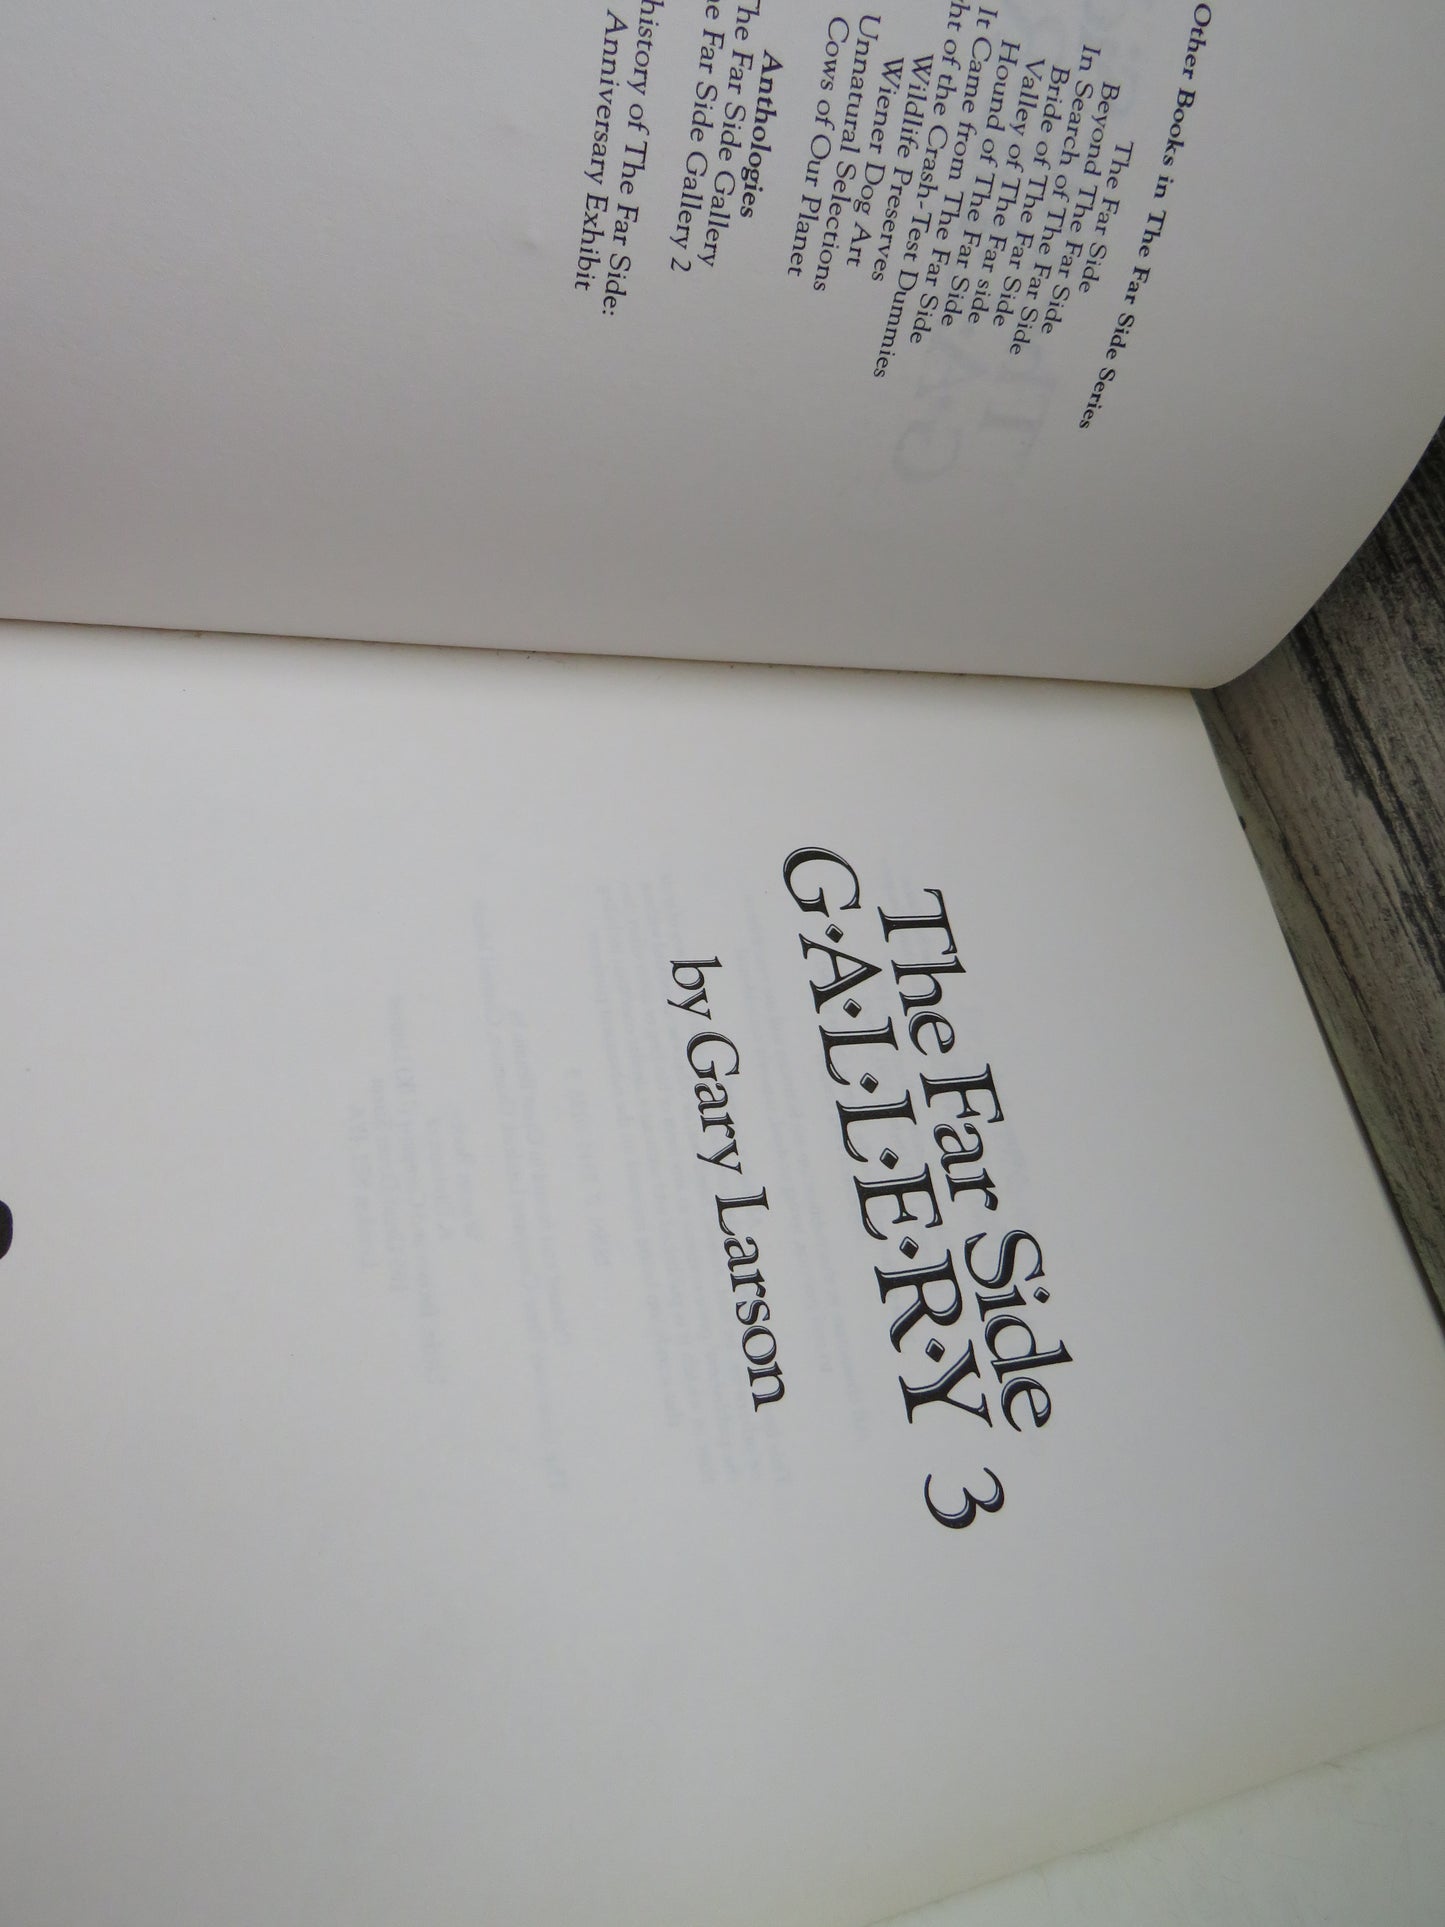 Other Books in The Far Side Series
The Far Side
Beyond The Far Side
In Search of The Far Side
Bride of The Far Side
Valley of The Far Side
Hound of The Far Side
It Came from The Far side
of the Crash-Test Dummies
Wildlife Preserves
Wiener Dog Art
Unnatural Selections
Cows of Our Planet
Anthologies
The Far Side Gallery
Far Side Gallery 2
history of The Far Side:
Anniversary Exhibit
The Far Side
G·A·L·L·E·R·Y 3
by Gary Larson